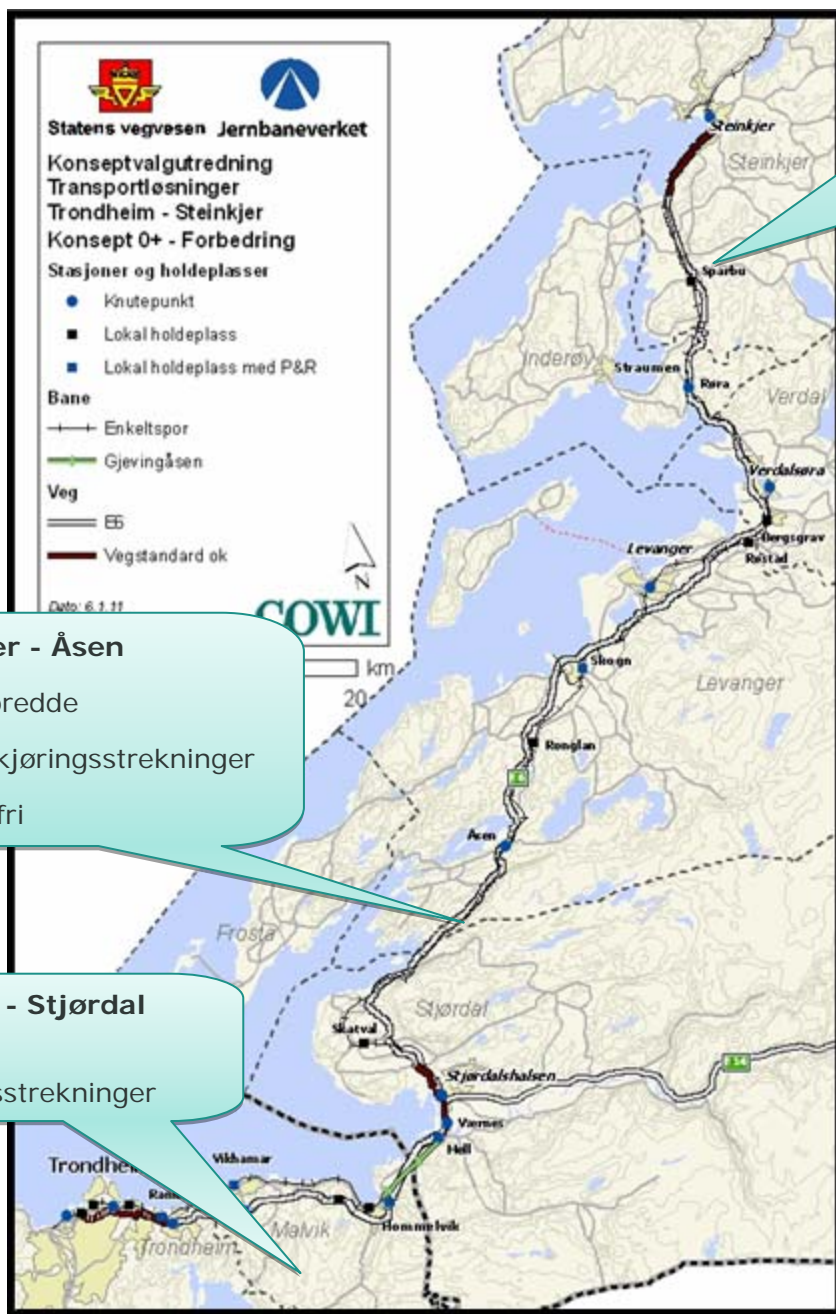 Statens vegvesen Jernbaneverket
Konseptvalgutredning
Transportløsninger
Trondheim - Steinkjer
Konsept 0+ - Forbedring
Stasjoner og holdeplasser
Knutepunkt
Lokal holdeplass
Lokal holdeplass med P&R
Bane
Enkeltspor
Gjevingåsen
Veg
E6
Vegstandard ok
N
Dato: 6.1.11
COWI
km
20
Steinkjer
Steinkjer
Sparbu
Inderøy
Straumen
Røra
Verdal
Verdalsøra
Bergsgrav
Røstad
Levanger
Skogn
Levanger
Ronglan
Åsen
er - Åsen
bredde
kjøringsstrekninger
fri
Frosta
Stjørdal
Skatval
- Stjørdal
sstrekninger
Stjørdalshalsen
E14
Værnes
Hell
Vikhamar
Trondhei
Ran
Malvik
Hommelvik
Trondheim